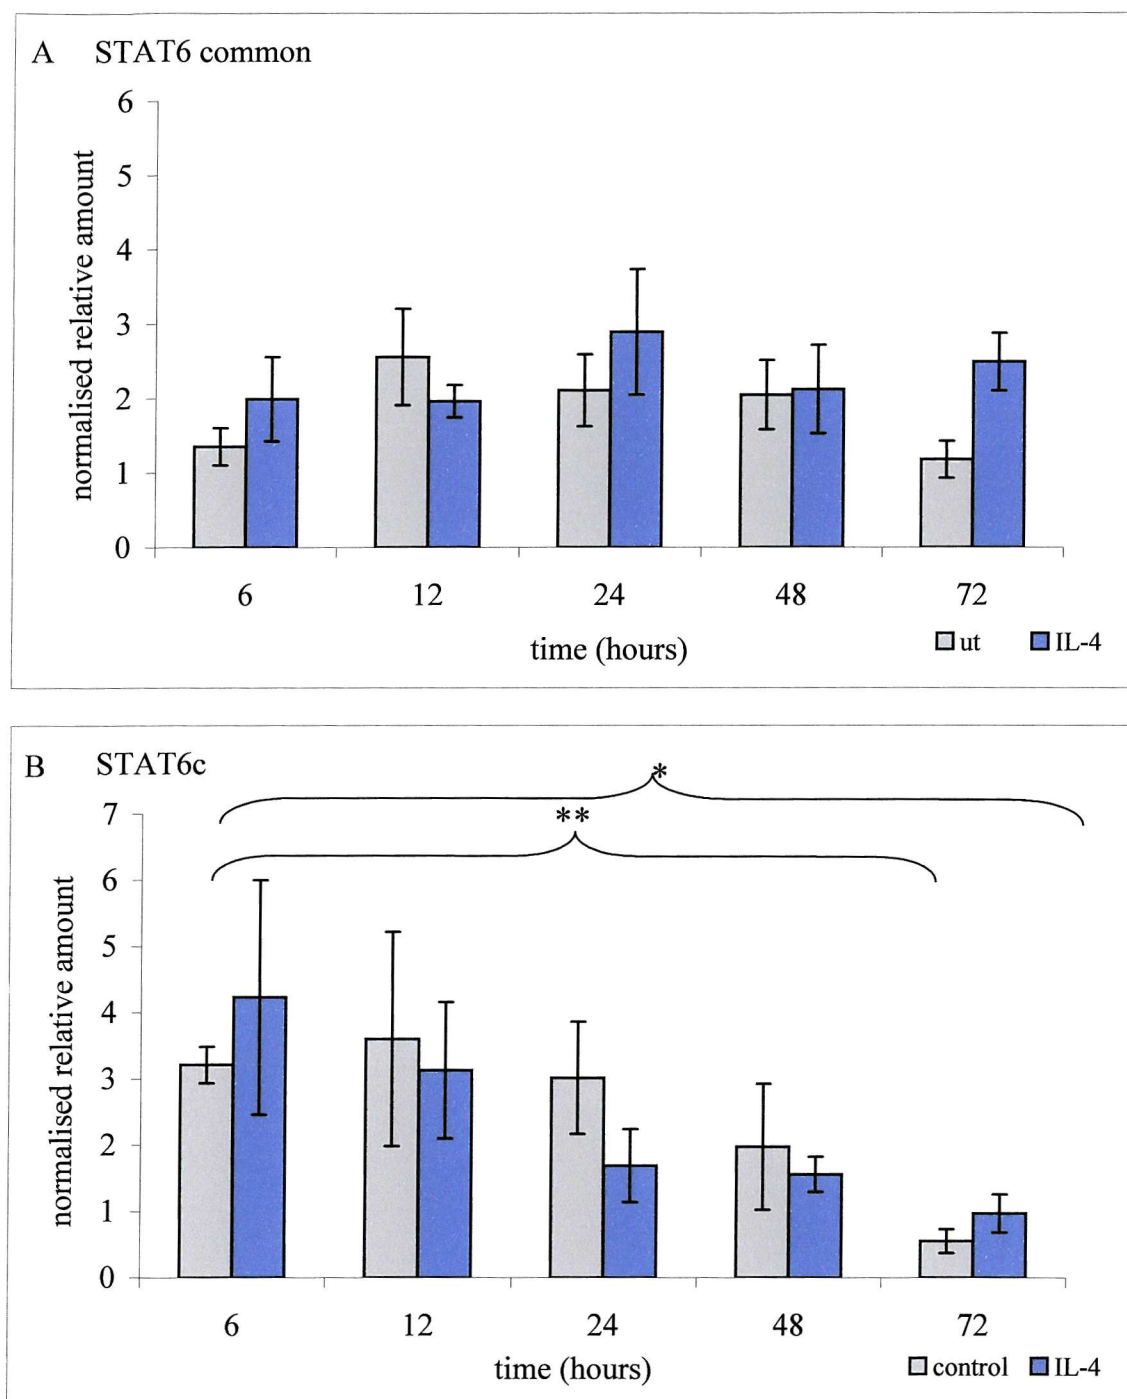 A STAT6 common
6
5
4
3
2
1
0
normalised relative amount
6 12 24 48 72
time (hours)
ut IL-4
B STAT6c
*
**
7
6
5
4
3
2
1
0
normalised relative amount
6 12 24 48 72
time (hours)
control IL-4